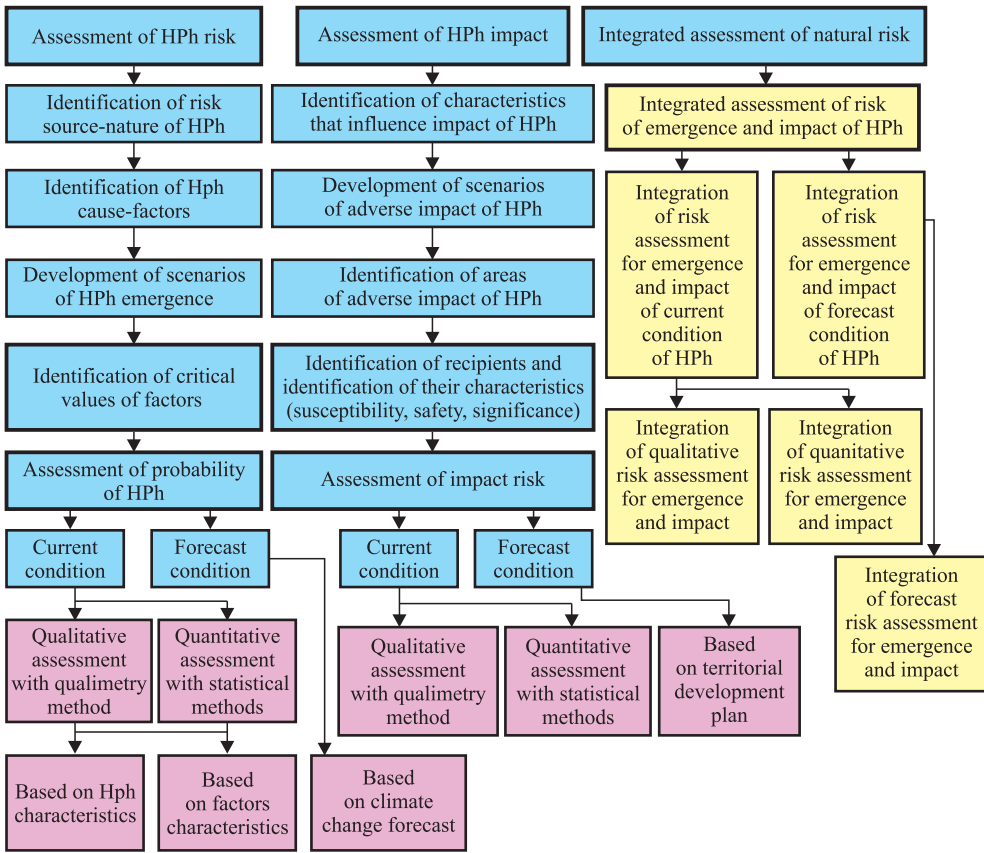 Assessment of HPh risk
Identification of risk
source-nature of HPh
Identification of Hph
cause-factors
Development of scenarios
of HPh emergence
Identification of critical
values of factors
Assessment of probability
of HPh
Current
condition
Forecast
condition
Qualitative
assessment
with qualimetry
method
Quantitative
assessment
with statistical
methods
Based on Hph
characteristics
Based
on factors
characteristics
Based
on climate
change forecast
Assessment of HPh impact
Identification of characteristics
that influence impact of HPh
Development of scenarios
of adverse impact of HPh
Identification of areas
of adverse impact of HPh
Identification of recipients and
identification of their characteristics
(susceptibility, safety, significance)
Assessment of impact risk
Current
condition
Forecast
condition
Qualitative
assessment
with qualimetry
method
Quantitative
assessment
with statistical
methods
Based
on territorial
development
plan
Integrated assessment of natural risk
Integrated assessment of risk
of emergence and impact of HPh
Integration
of risk
assessment
for emergence
and impact
of current
condition
of HPh
Integration
of risk
assessment
for emergence
and impact
of forecast
condition
of HPh
Integration
of qualitative
risk assessment
for emergence
and impact
Integration
of quanitative
risk assessment
for emergence
and impact
Integration
of forecast
risk assessment
for emergence
and impact